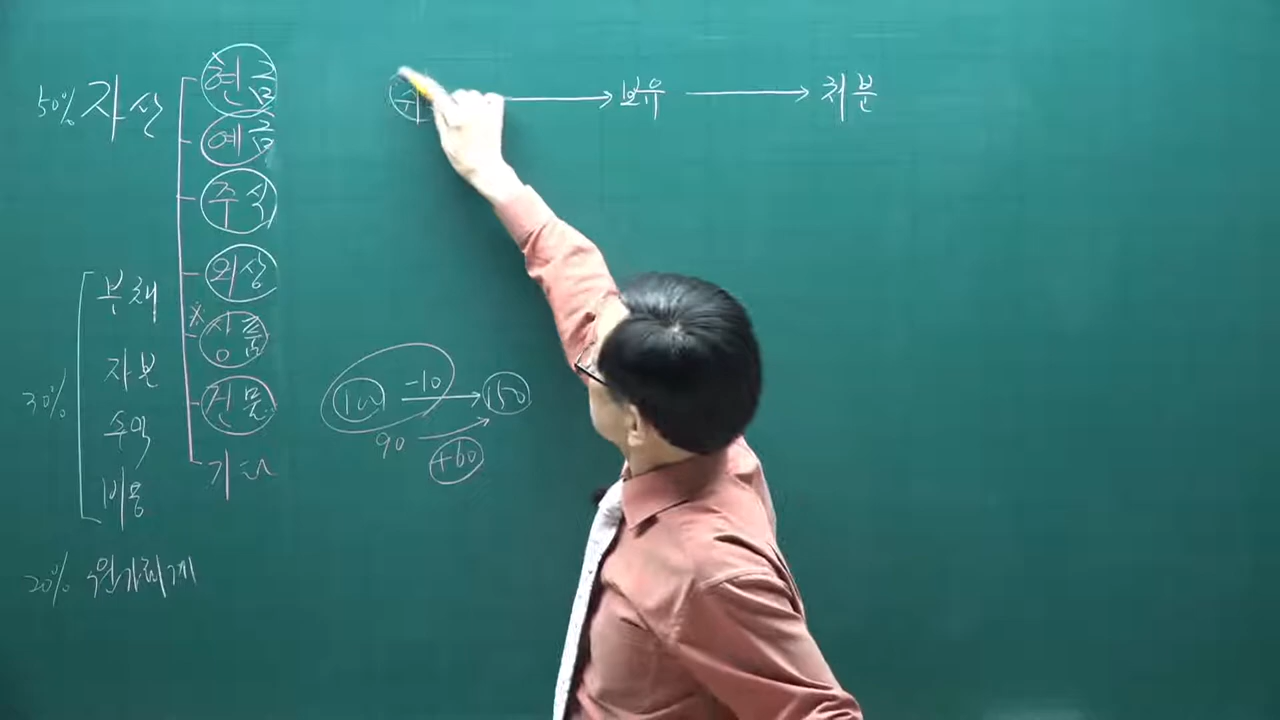 50% 자산
현금
예금
주식
외상
※ 상품
건물
기타
30%
부채
자본
수익
비용
20% 원가회계
보유 → 처분
100 -10 → 150
90 +60